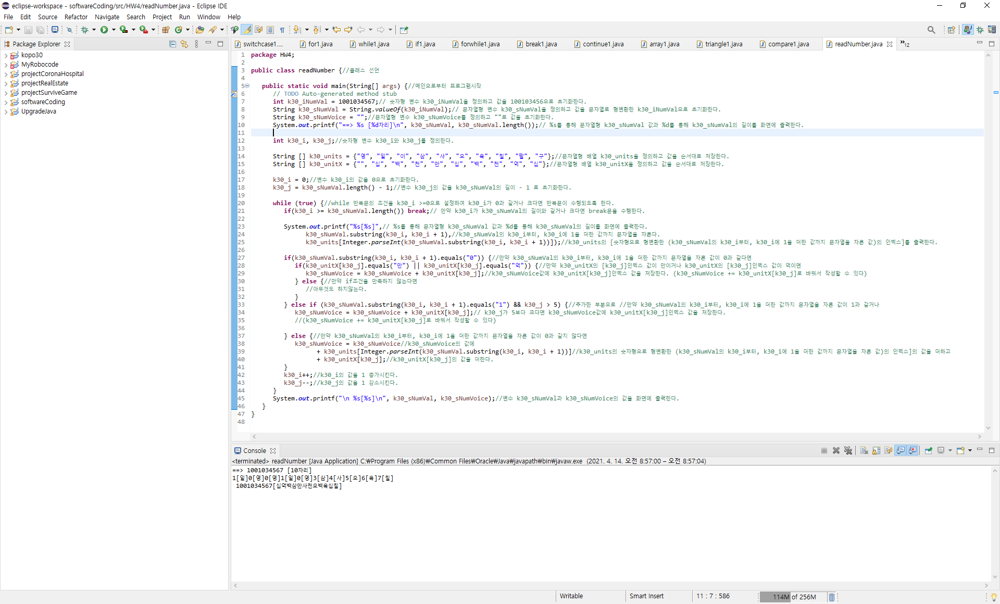 eclipse-workspace - softwareCoding/src/HW4/readNumber.java - Eclipse IDE
File Edit Source Refactor Navigate Search Project Run Window Help
Package Explorer
kopo30
MyRobocode
projectCoronaHospital
projectRealEstate
projectSurviveGame
softwareCoding
UpgradeJava
switchcase1.... for1.java while1.java if1.java forwhile1.java break1.java continue1.java array1.java triangle1.java compare1.java readNumber.java »12
1 package HW4;
2
3 public class readNumber {//클래스 선언
4
5 public static void main(String[] args) {//메인으로부터 프로그램시작
6 // TODO Auto-generated method stub
7 int k30_iNumVal = 1001034567;// 숫자형 변수 k30_iNumVal을 정의하고 값을 100103456으로 초기화한다.
8 String k30_sNumVal = String.valueOf(k30_iNumVal);// 문자열형 변수 k30_sNumVal을 정의하고 값을 문자열로 형변환한 k30_iNumVal으로 초기화한다.
9 String k30_sNumVoice = "";//문자열형 변수 k30_sNumVoice를 정의하고 ""로 값을 초기화한다.
10 System.out.printf("==> %s [%d자리]\n", k30_sNumVal, k30_sNumVal.length());// %s를 통해 문자열형 k30_sNumVal 값과 %d를 통해 k30_sNumVal의 길이를 화면에 출력한다.
11
12 int k30_i, k30_j;//숫자형 변수 k30_i와 k30_j를 정의한다.
13
14 String [] k30_units = {"영", "일", "이", "삼", "사", "오", "육", "칠", "팔", "구"};//문자열형 배열 k30_units을 정의하고 값을 순서대로 저장한다.
15 String [] k30_unitX = {"", "십", "백", "천", "만", "십", "백", "천", "억", "십"};//문자열형 배열 k30_unitX을 정의하고 값을 순서대로 저장한다.
16
17 k30_i = 0;//변수 k30_i의 값을 0으로 초기화한다.
18 k30_j = k30_sNumVal.length() - 1;//변수 k30_j의 값을 k30_sNumVal의 길이 - 1 로 초기화한다.
19
20 while (true) {//while 반복문의 조건을 k30_i >=0으로 설정하여 k30_i가 0과 같거나 크다면 반복문이 수행되도록 한다.
21 if(k30_i >= k30_sNumVal.length()) break;// 만약 k30_i가 k30_sNumVal의 길이와 같거나 크다면 break문을 수행한다.
22
23 System.out.printf("%s[%s]",// %s를 통해 문자열형 k30_sNumVal 값과 %d를 통해 k30_sNumVal의 길이를 화면에 출력한다.
24 k30_sNumVal.substring(k30_i, k30_i + 1),//k30_sNumVal의 k30_i부터, k30_i에 1을 더한 값까지 문자열을 자른다.
25 k30_units[Integer.parseInt(k30_sNumVal.substring(k30_i, k30_i + 1))]);//k30_units의 [숫자형으로 형변환한 (k30_sNumVal의 k30_i부터, k30_i에 1을 더한 값까지 문자열을 자른 값)의 인덱스]를 출력한다.
26
27 if(k30_sNumVal.substring(k30_i, k30_i + 1).equals("0")) {//만약 k30_sNumVal의 k30_i부터, k30_i에 1을 더한 값까지 문자열을 자른 값이 0과 같다면
28 if(k30_unitX[k30_j].equals("만") || k30_unitX[k30_j].equals("억")) {//만약 k30_unitX의 [k30_j]인덱스 값이 만이거나 k30_unitX의 [k30_j]인덱스 값이 억이면
29 k30_sNumVoice = k30_sNumVoice + k30_unitX[k30_j];//k30_sNumVoice값에 k30_unitX[k30_j]인덱스 값을 저장한다. (k30_sNumVoice += k30_unitX[k30_j]로 바꿔서 작성할 수 있다)
30 } else {//만약 if조건을 만족하지 않는다면
31 //아무것도 하지않는다.
32 }
33 } else if (k30_sNumVal.substring(k30_i, k30_i + 1).equals("1") && k30_j > 5) {//추가한 부분으로 //만약 k30_sNumVal의 k30_i부터, k30_i에 1을 더한 값까지 문자열을 자른 값이 1과 같거나
34 k30_sNumVoice = k30_sNumVoice + k30_unitX[k30_j];// k30_j가 5보다 크다면 k30_sNumVoice값에 k30_unitX[k30_j]인덱스 값을 저장한다.
35 //(k30_sNumVoice += k30_unitX[k30_j]로 바꿔서 작성할 수 있다)
36
37 } else {//만약 k30_sNumVal의 k30_i부터, k30_i에 1을 더한 값까지 문자열을 자른 값이 0과 같지 않다면
38 k30_sNumVoice = k30_sNumVoice//k30_sNumVoice의 값에
39 + k30_units[Integer.parseInt(k30_sNumVal.substring(k30_i, k30_i + 1))]//k30_units의 숫자형으로 형변환한 (k30_sNumVal의 k30_i부터, k30_i에 1을 더한 값까지 문자열을 자른 값)의 인덱스]의 값을 더하고
40 + k30_unitX[k30_j];//k30_unitX[k30_j]의 값을 더한다.
41 }
42 k30_i++;//k30_i의 값을 1 증가시킨다.
43 k30_j--;//k30_j의 값을 1 감소시킨다.
44 }
45 System.out.printf("\n %s[%s]\n", k30_sNumVal, k30_sNumVoice);//변수 k30_sNumVal과 k30_sNumVoice의 값을 화면에 출력한다.
46 }
47 }
48
Console
<terminated> readNumber [Java Application] C:₩Program Files (x86)₩Common Files₩Oracle₩Java₩javapath₩bin₩javaw.exe (2021. 4. 14. 오전 8:57:00 – 오전 8:57:04)
==> 1001034567 [10자리]
1[일]0[영]0[영]1[일]0[영]3[삼]4[사]5[오]6[육]7[칠]
1001034567[십억백삼만사천오백육십칠]
Writable Smart Insert 11 : 7 : 586 114M of 256M